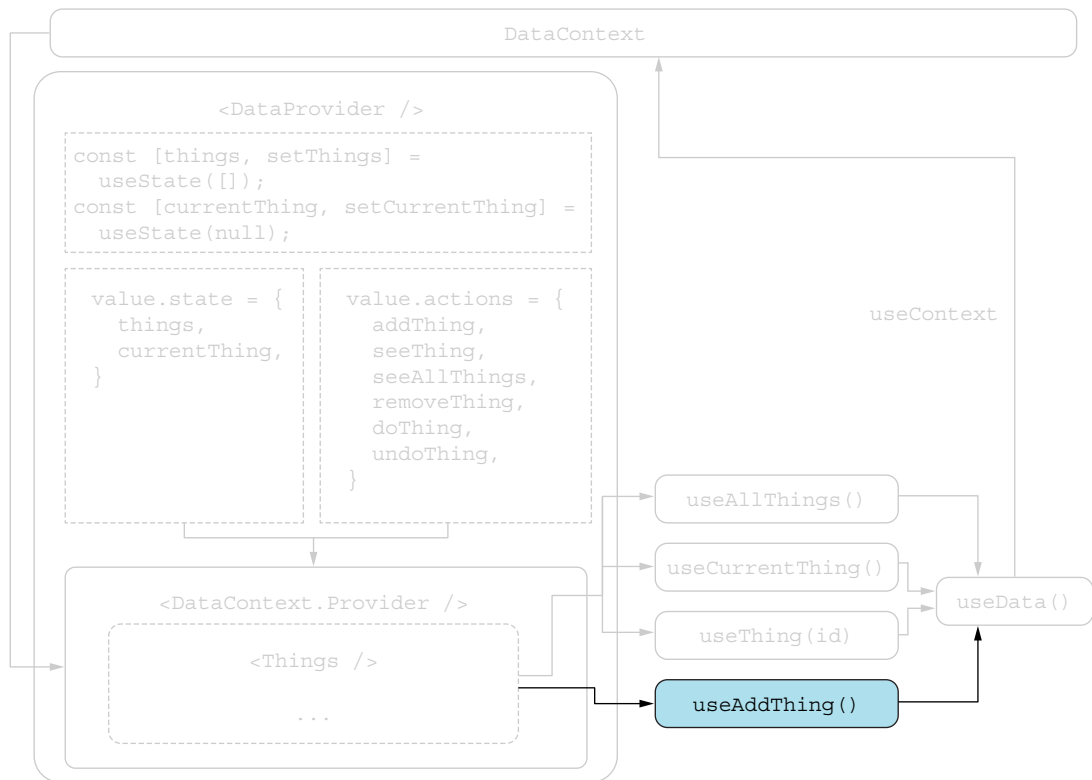 DataContext
<DataProvider />
const [things, setThings] =
useState([]);
const [currentThing, setCurrentThing] =
useState(null);
value.state = {
things,
currentThing,
}
value.actions = {
addThing,
seeThing,
seeAllThings,
removeThing,
doThing,
undoThing,
}
useContext
<DataContext.Provider />
<Things />
...
useAllThings()
useCurrentThing()
useThing(id)
useAddThing()
useData()